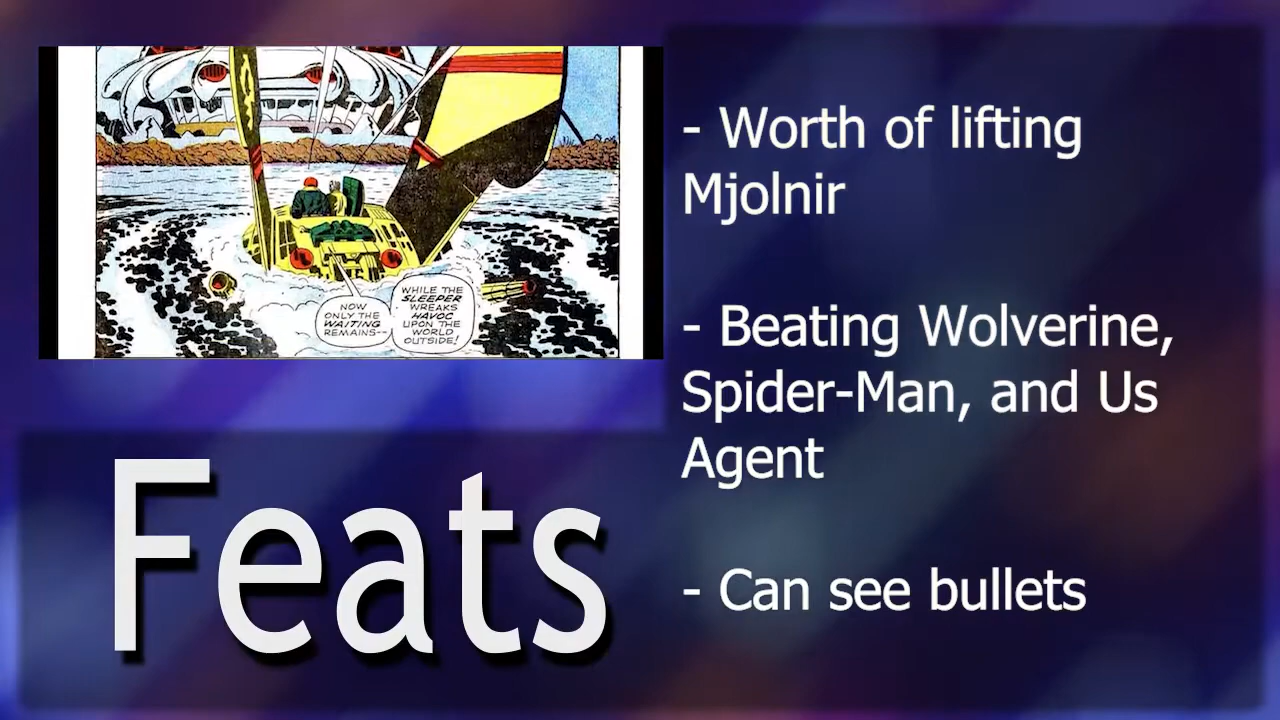 - Worth of lifting
Mjolnir
- Beating Wolverine,
Spider-Man, and Us
Agent
- Can see bullets
Feats
NOW
ONLY THE
WAITING
REMAINS--
WHILE THE
SLEEPER
WREAKS
HAVOC
UPON THE
WORLD
OUTSIDE!